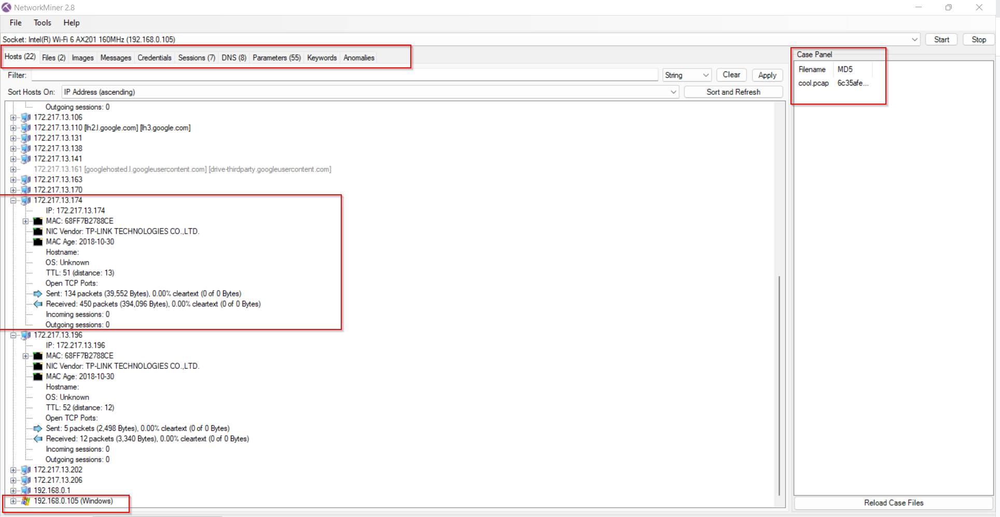 NetworkMiner 2.8
File Tools Help
Socket: Intel(R) Wi-Fi 6 AX201 160MHz (192.168.0.105) Start Stop
Hosts (22) Files (2) Images Messages Credentials Sessions (7) DNS (8) Parameters (55) Keywords Anomalies
Filter: String Clear Apply
Sort Hosts On: IP Address (ascending) Sort and Refresh
Outgoing sessions: 0
172.217.13.106
172.217.13.110 [lh2.l.google.com] [lh3.google.com]
172.217.13.131
172.217.13.138
172.217.13.141
172.217.13.161 [googlehosted.l.googleusercontent.com] [drive-thirdparty.googleusercontent.com]
172.217.13.163
172.217.13.170
172.217.13.174
IP: 172.217.13.174
MAC: 68FF7B2788CE
NIC Vendor: TP-LINK TECHNOLOGIES CO.,LTD.
MAC Age: 2018-10-30
Hostname:
OS: Unknown
TTL: 51 (distance: 13)
Open TCP Ports:
Sent: 134 packets (39,552 Bytes), 0.00% cleartext (0 of 0 Bytes)
Received: 450 packets (394,096 Bytes), 0.00% cleartext (0 of 0 Bytes)
Incoming sessions: 0
Outgoing sessions: 0
172.217.13.196
IP: 172.217.13.196
MAC: 68FF7B2788CE
NIC Vendor: TP-LINK TECHNOLOGIES CO.,LTD.
MAC Age: 2018-10-30
Hostname:
OS: Unknown
TTL: 52 (distance: 12)
Open TCP Ports:
Sent: 5 packets (2,498 Bytes), 0.00% cleartext (0 of 0 Bytes)
Received: 12 packets (3,340 Bytes), 0.00% cleartext (0 of 0 Bytes)
Incoming sessions: 0
Outgoing sessions: 0
172.217.13.202
172.217.13.206
192.168.0.1
192.168.0.105 (Windows)
Case Panel
Filename MD5
cool.pcap 6c35afe...
Reload Case Files